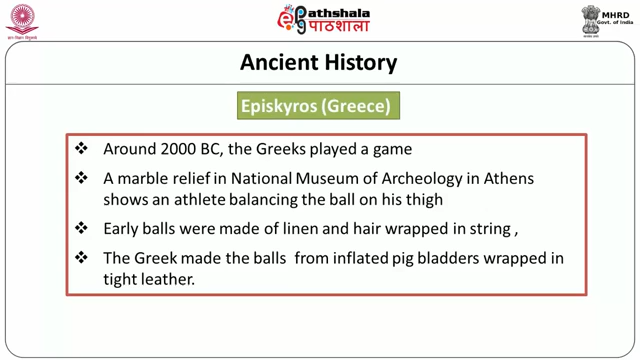 Pathshala
पाठशाला
MHRD
Govt. of India
Ancient History
Episkyros (Greece)
❖ Around 2000 BC, the Greeks played a game
❖ A marble relief in National Museum of Archeology in Athens
shows an athlete balancing the ball on his thigh
❖ Early balls were made of linen and hair wrapped in string ,
❖ The Greek made the balls from inflated pig bladders wrapped in
tight leather.